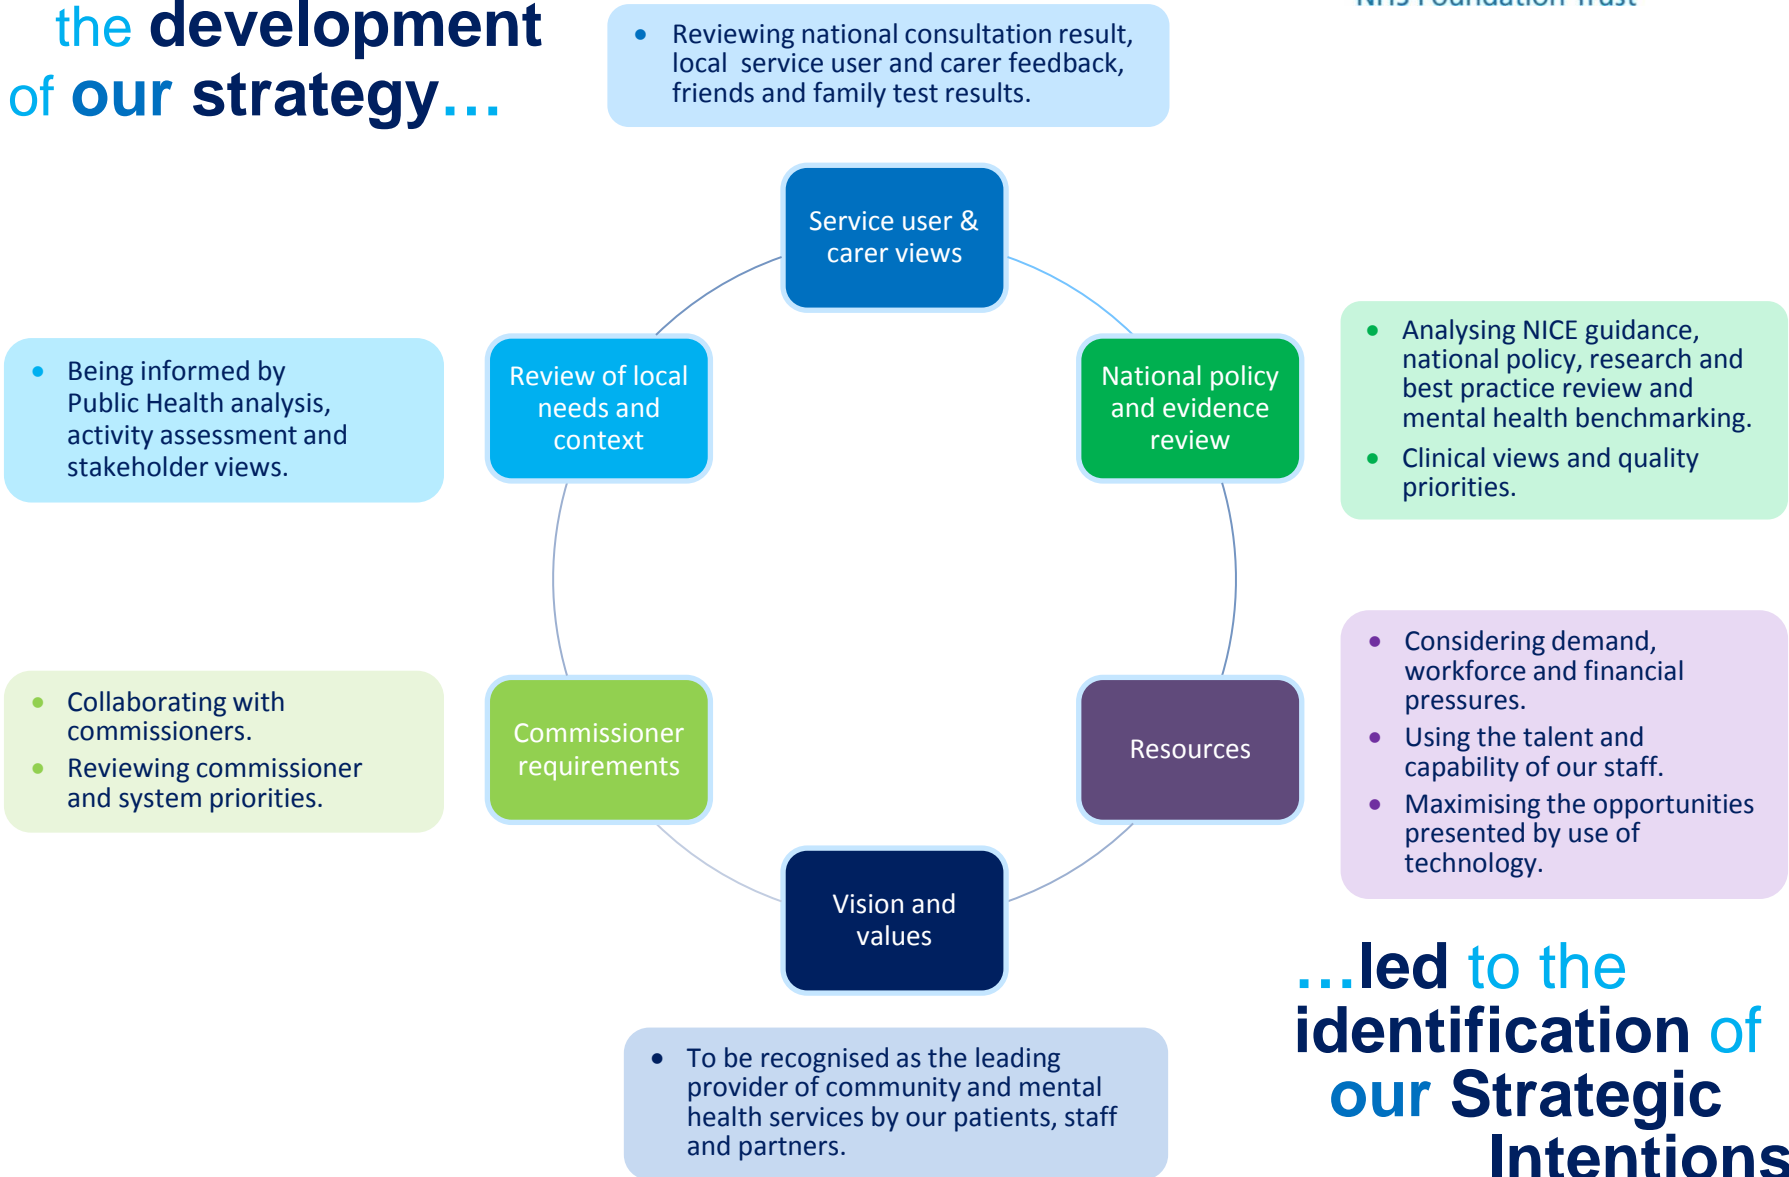 the development
of our strategy…
NHS Foundation Trust
• Reviewing national consultation result,
local service user and carer feedback,
friends and family test results.
Service user &
carer views
• Being informed by
Public Health analysis,
activity assessment and
stakeholder views.
Review of local
needs and
context
National policy
and evidence
review
• Analysing NICE guidance,
national policy, research and
best practice review and
mental health benchmarking.
• Clinical views and quality
priorities.
• Collaborating with
commissioners.
• Reviewing commissioner
and system priorities.
Commissioner
requirements
Resources
• Considering demand,
workforce and financial
pressures.
• Using the talent and
capability of our staff.
• Maximising the opportunities
presented by use of
technology.
Vision and
values
• To be recognised as the leading
provider of community and mental
health services by our patients, staff
and partners.
…led to the
identification of
our Strategic
Intentions